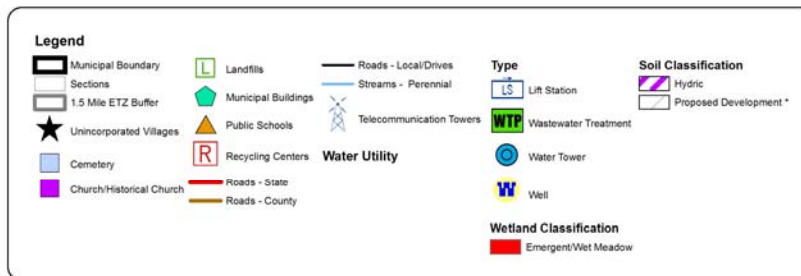 Legend
Municipal Boundary
Sections
1.5 Mile ETZ Buffer
Unincorporated Villages
Cemetery
Church/Historical Church
L
Landfills
Municipal Buildings
Public Schools
R
Recycling Centers
Roads - State
Roads - County
Roads - Local/Drives
Streams - Perennial
Telecommunication Towers
Water Utility
Type
LS
Lift Station
WTP
Wastewater Treatment
Water Tower
W
Well
Wetland Classification
Emergent/Wet Meadow
Soil Classification
Hydric
Proposed Development *